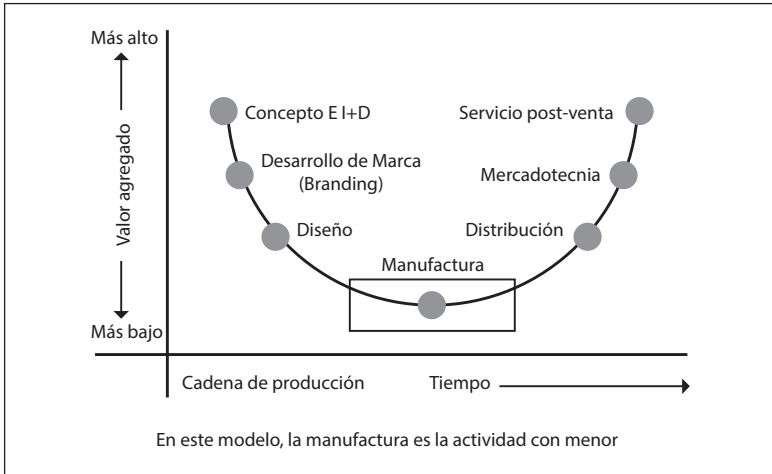 Más alto
Valor agregado
Más bajo
Concepto E I+D
Desarrollo de Marca
(Branding)
Diseño
Manufactura
Servicio post-venta
Mercadotecnia
Distribución
Cadena de producción
Tiempo
En este modelo, la manufactura es la actividad con menor